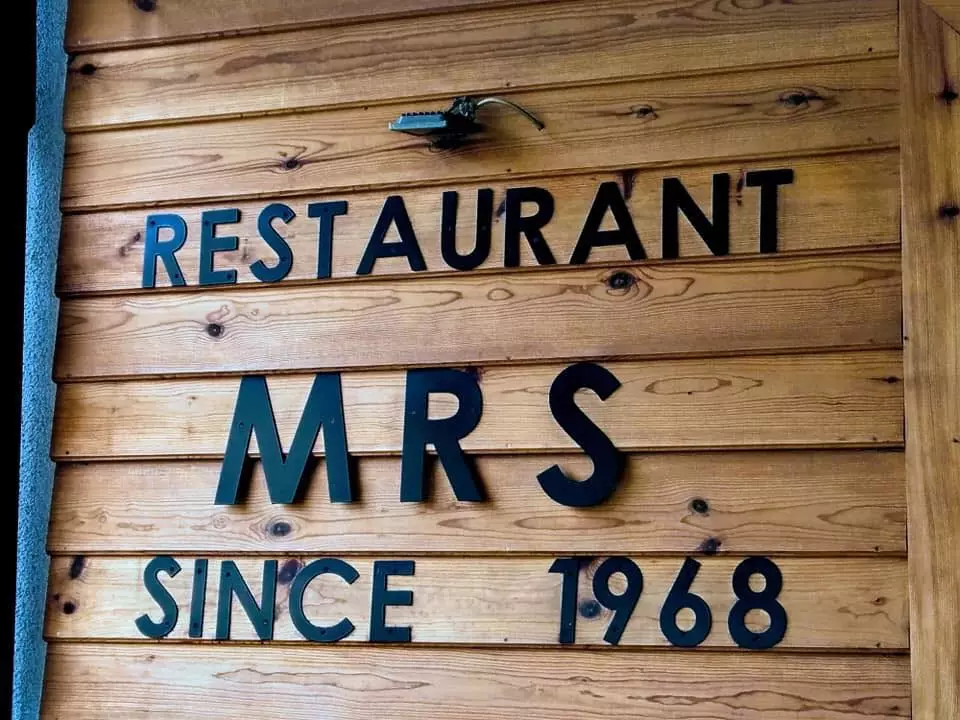 RESTAURANT
MRS
SINCE 1968